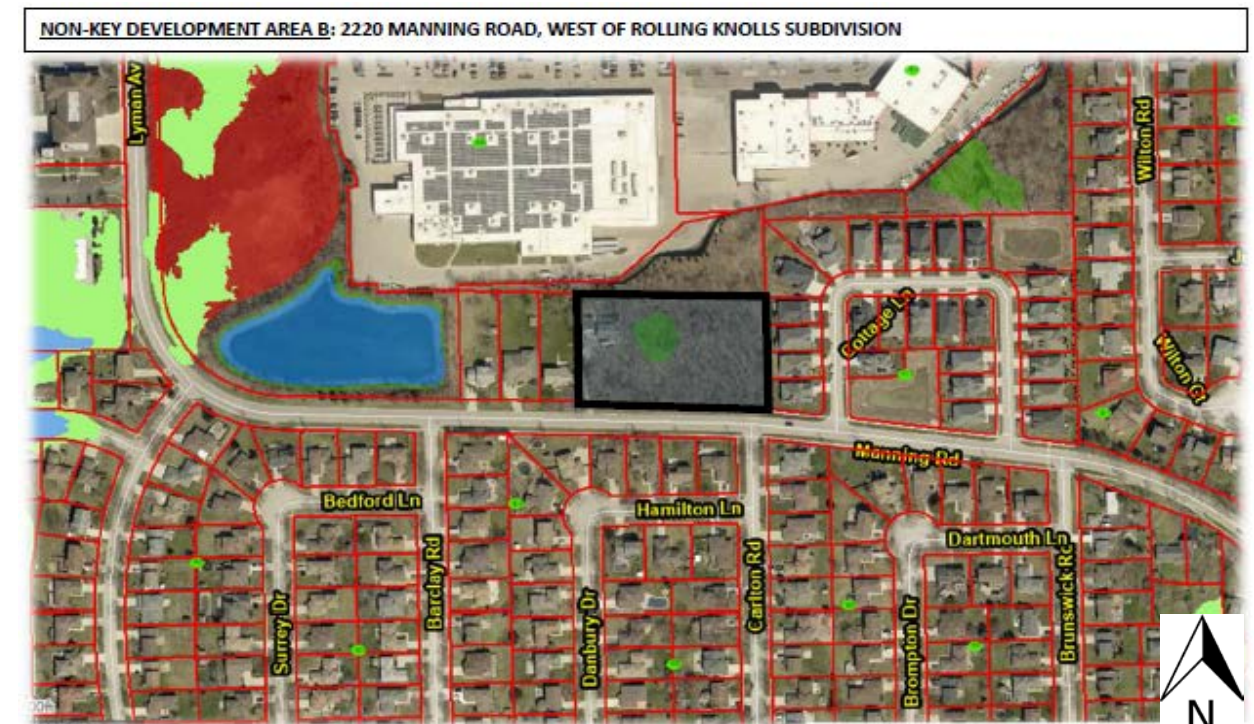 NON-KEY DEVELOPMENT AREA B: 2220 MANNING ROAD, WEST OF ROLLING KNOLLS SUBDIVISION
Lyman Av
Wilton Rd
Cottage Ln
Wilton Ct
Manning Rd
Bedford Ln
Hamilton Ln
Dartmouth Ln
Surrey Dr
Barclay Rd
Danbury Dr
Carlton Rd
Brompton Dr
Brunswick Rd
N